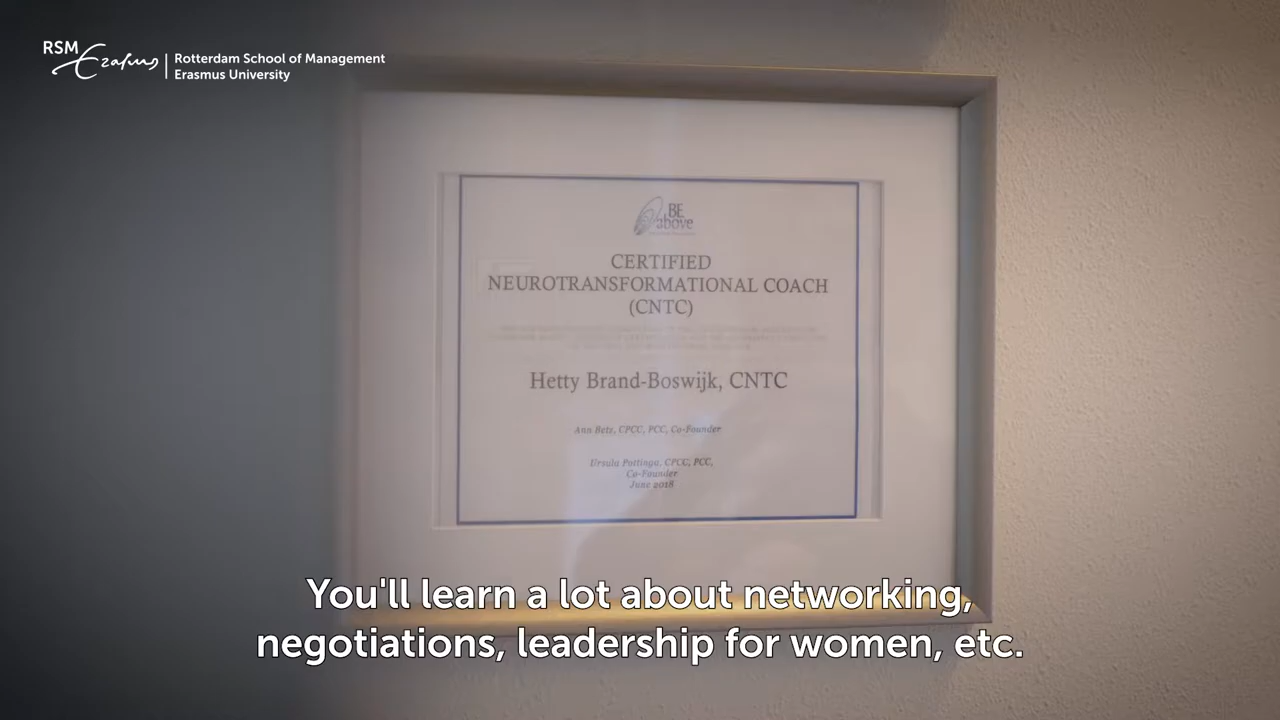 RSM
Erasmus
Rotterdam School of Management
Erasmus University
BE
above
CERTIFIED
NEUROTRANSFORMATIONAL COACH
(CNTC)
Hetty Brand-Boswijk, CNTC
Ann Betz, CPCC, PCC, Co-Founder
Ursula Pottinga, CPCC, PCC,
Co-Founder
June 2018
You'll learn a lot about networking,
negotiations, leadership for women, etc.